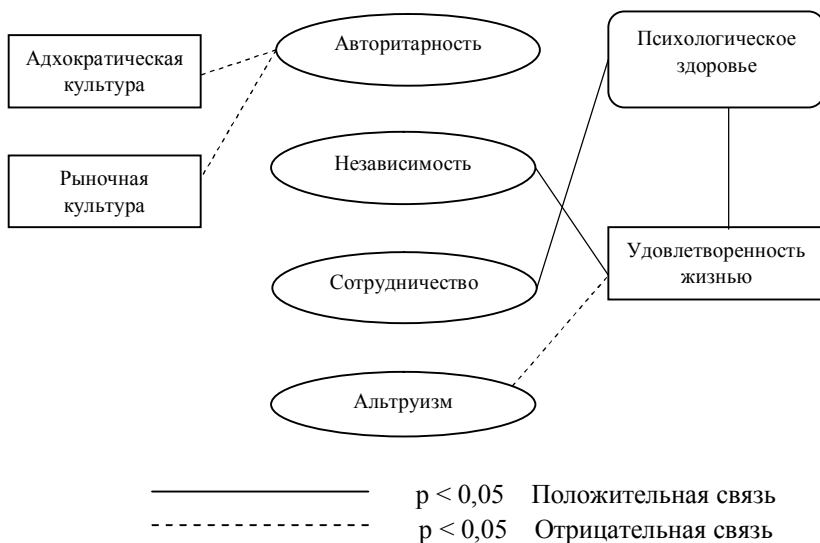 Адхократическая
культура
Авторитарность
Психологическое
здоровье
Рыночная
культура
Независимость
Сотрудничество
Удовлетворенность
жизнью
Альтруизм
p < 0,05 Положительная связь
p < 0,05 Отрицательная связь